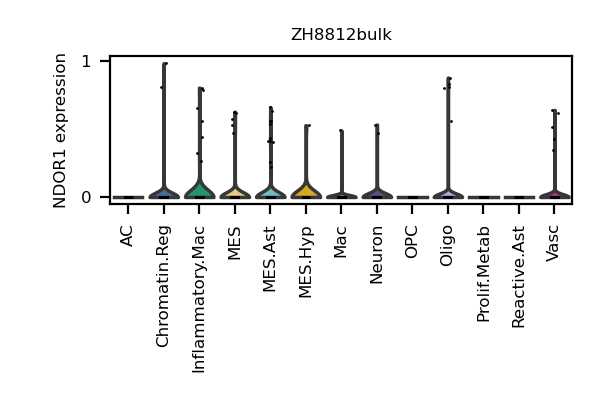 ZH8812bulk
NDOR1 expression
1
0
AC
Chromatin.Reg
Inflammatory.Mac
MES
MES.Ast
MES.Hyp
Mac
Neuron
OPC
Oligo
Prolif.Metab
Reactive.Ast
Vasc